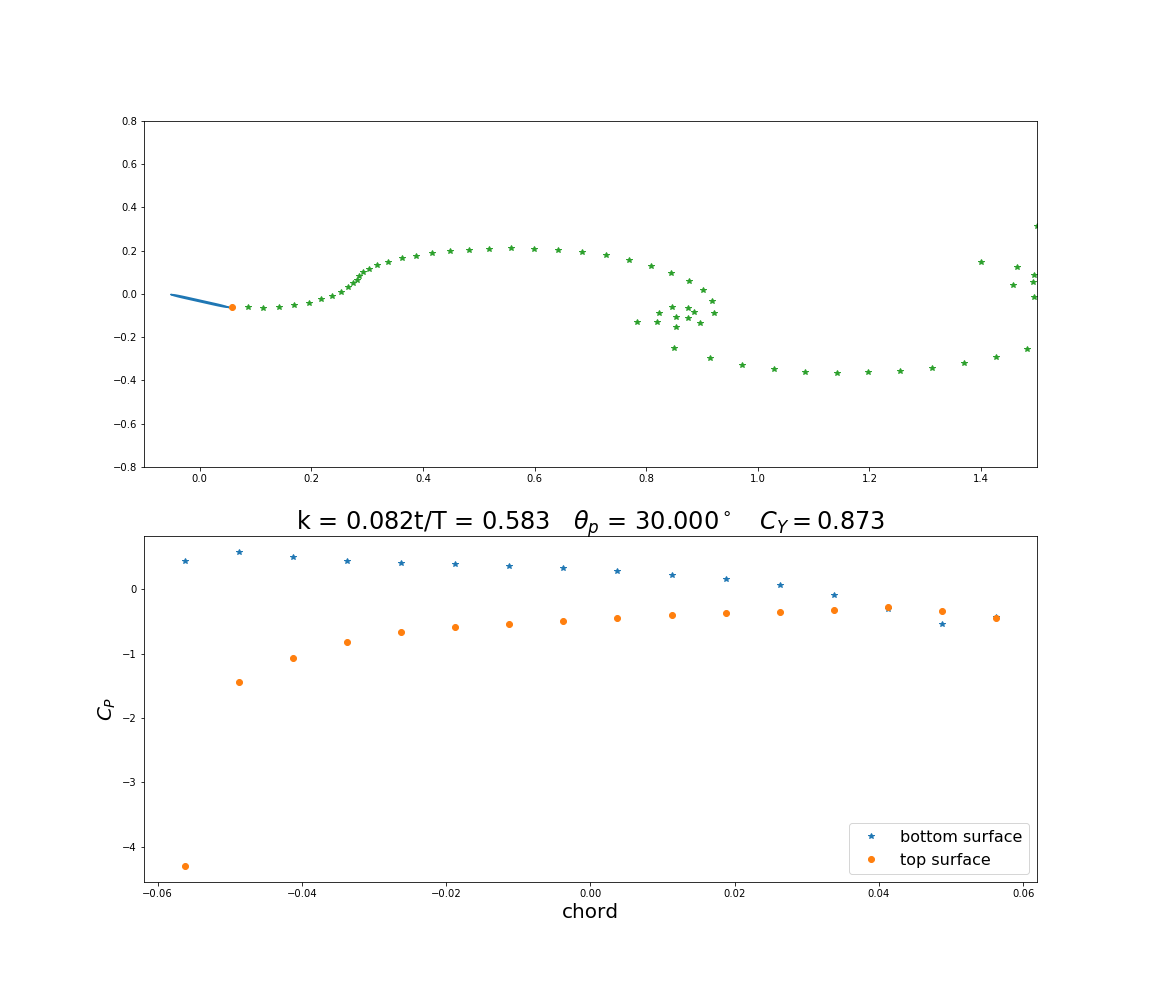 0.8
0.6
0.4
0.2
0.0
−0.2
−0.4
−0.6
−0.8
0.0 0.2 0.4 0.6 0.8 1.0 1.2 1.4
k = 0.082t/T = 0.583 θp = 30.000° CY = 0.873
0
−1
−2
−3
−4
CP
bottom surface
top surface
−0.06 −0.04 −0.02 0.00 0.02 0.04 0.06
chord